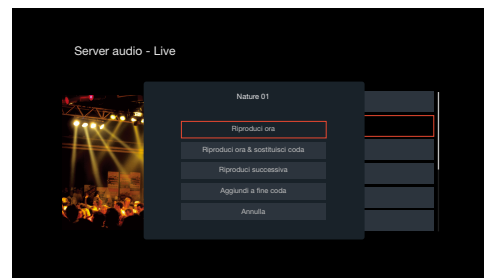 Server audio - Live
Nature 01
Riproduci ora
Riproduci ora & sostituisci coda
Riproduci successiva
Aggiundi a fine coda
Annulla